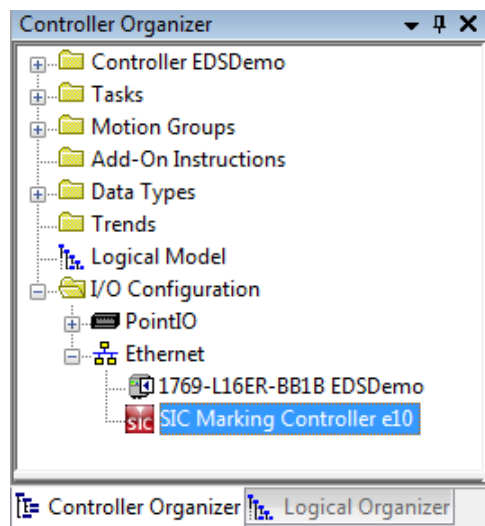 Controller Organizer
Controller EDSDemo
Tasks
Motion Groups
Add-On Instructions
Data Types
Trends
Logical Model
I/O Configuration
PointIO
Ethernet
1769-L16ER-BB1B EDSDemo
SIC SIC Marking Controller e10
Controller Organizer Logical Organizer